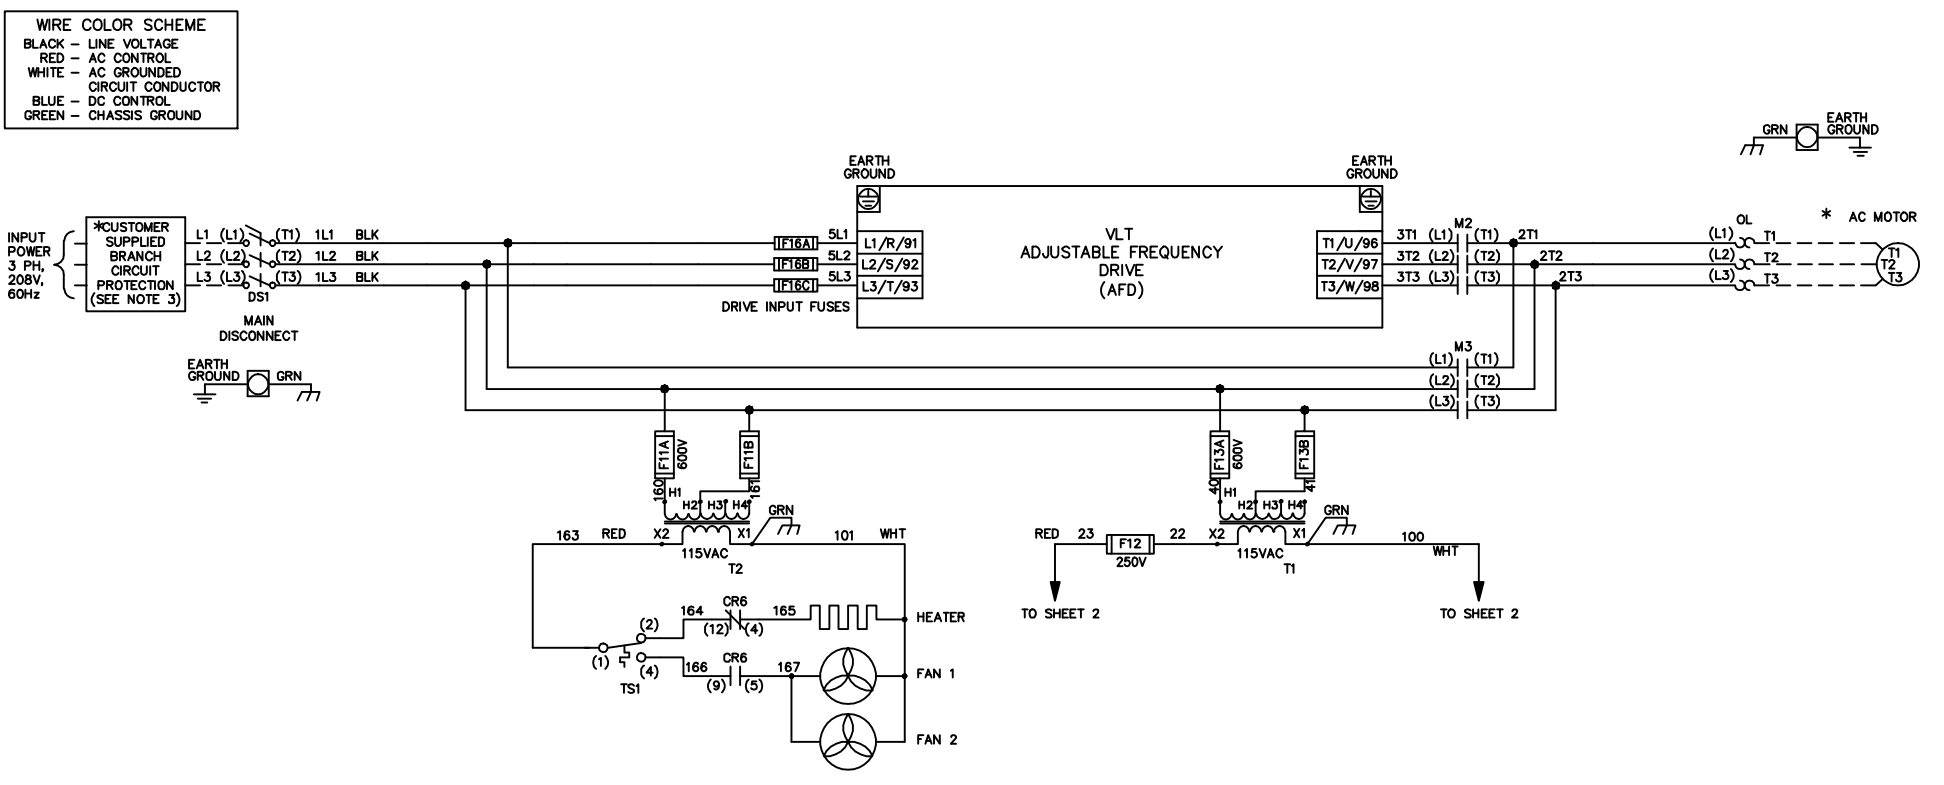 WIRE COLOR SCHEME
BLACK – LINE VOLTAGE
RED – AC CONTROL
WHITE – AC GROUNDED
CIRCUIT CONDUCTOR
BLUE – DC CONTROL
GREEN – CHASSIS GROUND
GRN
EARTH
GROUND
INPUT
POWER
3 PH,
208V,
60Hz
*CUSTOMER
SUPPLIED
BRANCH
CIRCUIT
PROTECTION
(SEE NOTE 3)
L1 (L1) (T1) 1L1 BLK
L2 (L2) (T2) 1L2 BLK
L3 (L3) (T3) 1L3 BLK
DS1
MAIN
DISCONNECT
EARTH
GROUND
GRN
F16A 5L1
F16B 5L2
F16C 5L3
DRIVE INPUT FUSES
EARTH
GROUND
L1/R/91
L2/S/92
L3/T/93
VLT
ADJUSTABLE FREQUENCY
DRIVE
(AFD)
EARTH
GROUND
T1/U/96
T2/V/97
T3/W/98
M2
3T1 (L1) (T1) 2T1
3T2 (L2) (T2) 2T2
3T3 (L3) (T3) 2T3
OL
(L1) T1
(L2) T2
(L3) T3
* AC MOTOR
T1
T2
T3
M3
(L1) (T1)
(L2) (T2)
(L3) (T3)
F11A
600V
F11B
160
161
H1
H2 H3 H4
GRN
163 RED X2 X1 101 WHT
115VAC
T2
F13A
600V
F13B
40
41
H1
H2 H3 H4
GRN
RED 23 F12 22 X2 X1 100
WHT
250V
115VAC
T1
TO SHEET 2
TO SHEET 2
CR6
164 165
(12) (4)
HEATER
(2)
(1)
(4)
TS1
CR6
166 167
(9) (5)
FAN 1
FAN 2